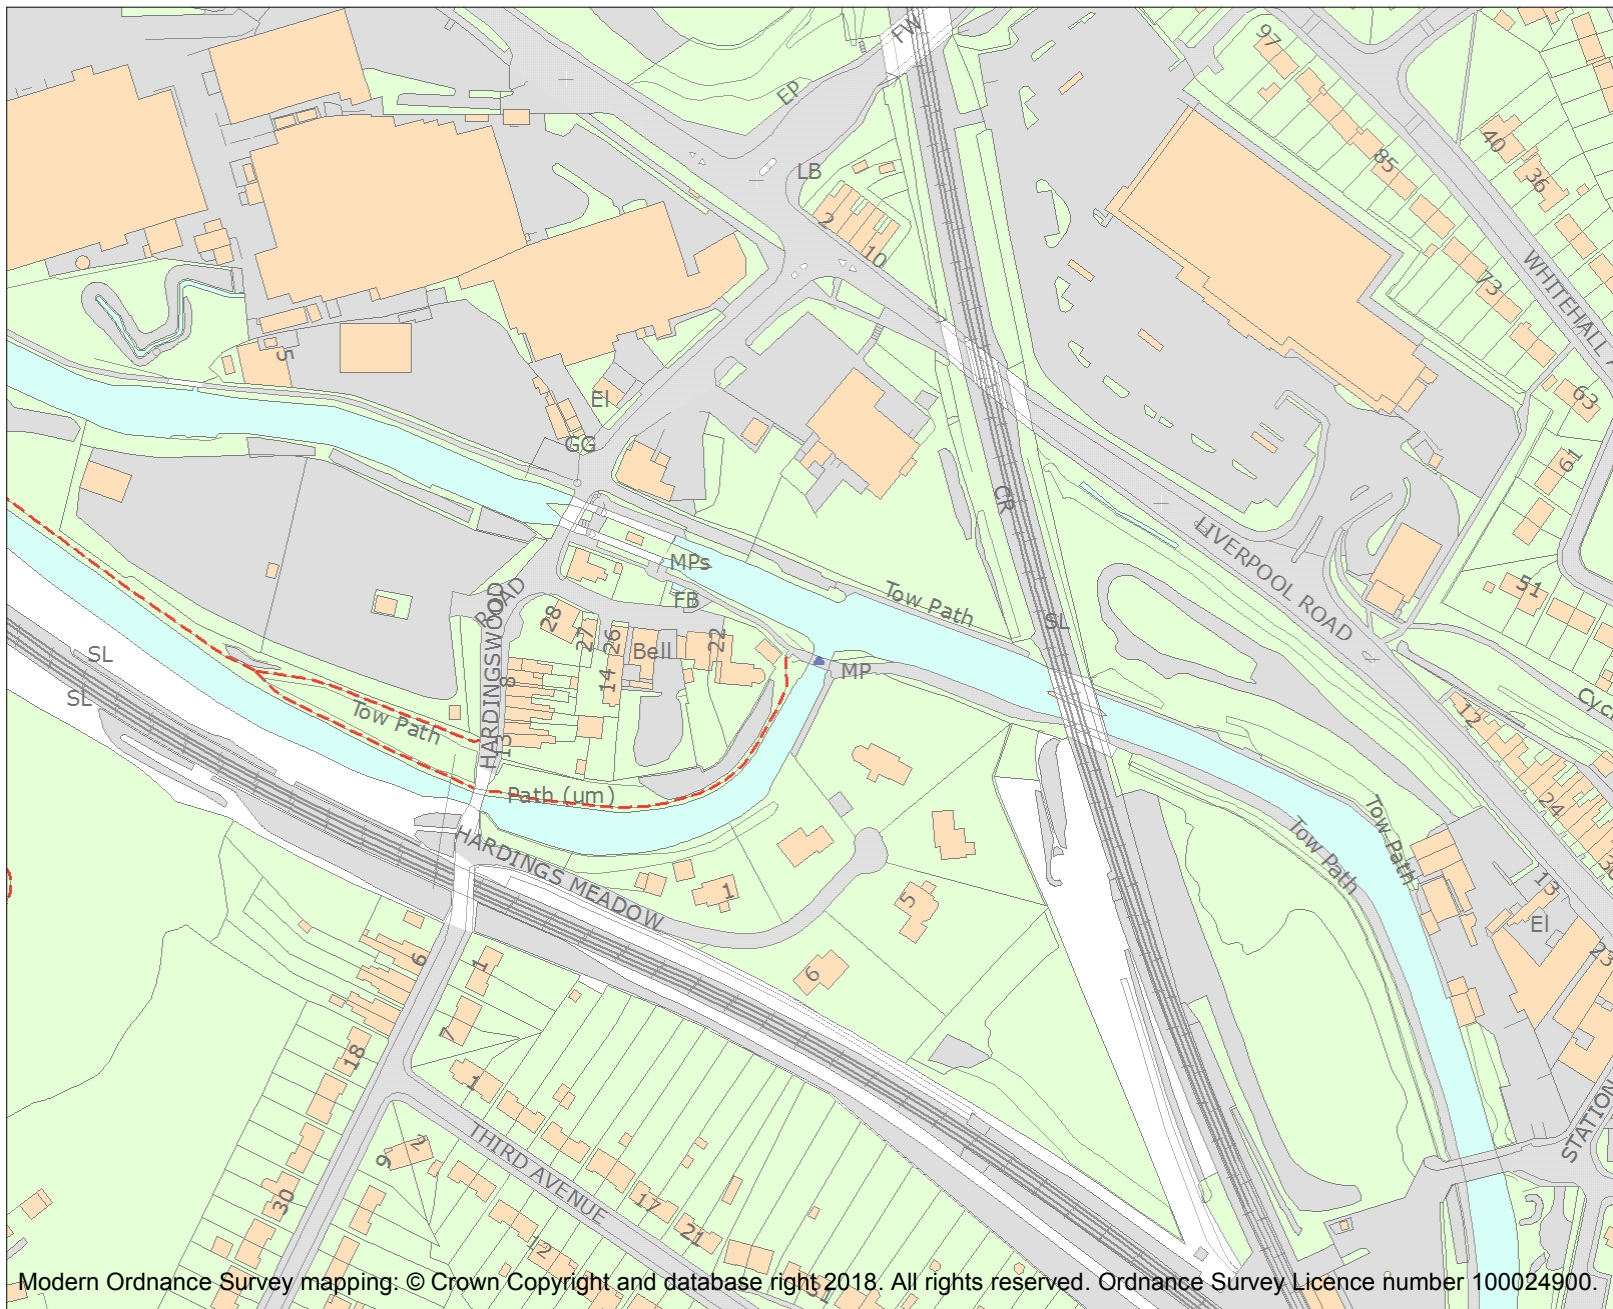 FW
97
EP
40
85
36
LB
2
10
WHITEHALL A
73
5
63
EI
GG
61
CR
LIVERPOOL ROAD
MPs
51
Tow Path
FB
HARDINGSWOOD
ROAD
28
27
26
Bell
22
SL
SL
MP
14
8
SL
Tow Path
12
Cyc
13
Path (um)
24
Tow Path
Tow Path
HARDINGS MEADOW
1
5
13
EI
23
6
1
6
7
18
1
2
9
THIRD AVENUE
STATION
30
17
21
12
31
Modern Ordnance Survey mapping: © Crown Copyright and database right 2018. All rights reserved. Ordnance Survey Licence number 100024900.